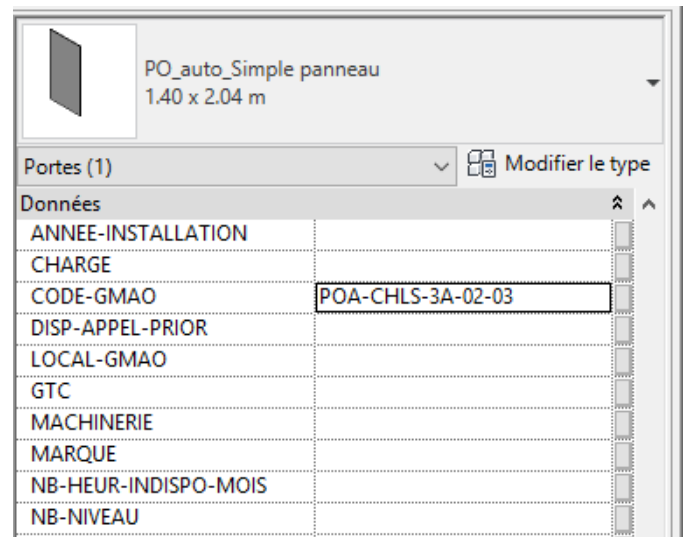 PO_auto_Simple panneau
1.40 x 2.04 m
Portes (1) Modifier le type
Données
ANNEE-INSTALLATION
CHARGE
CODE-GMAO POA-CHLS-3A-02-03
DISP-APPEL-PRIOR
LOCAL-GMAO
GTC
MACHINERIE
MARQUE
NB-HEUR-INDISPO-MOIS
NB-NIVEAU